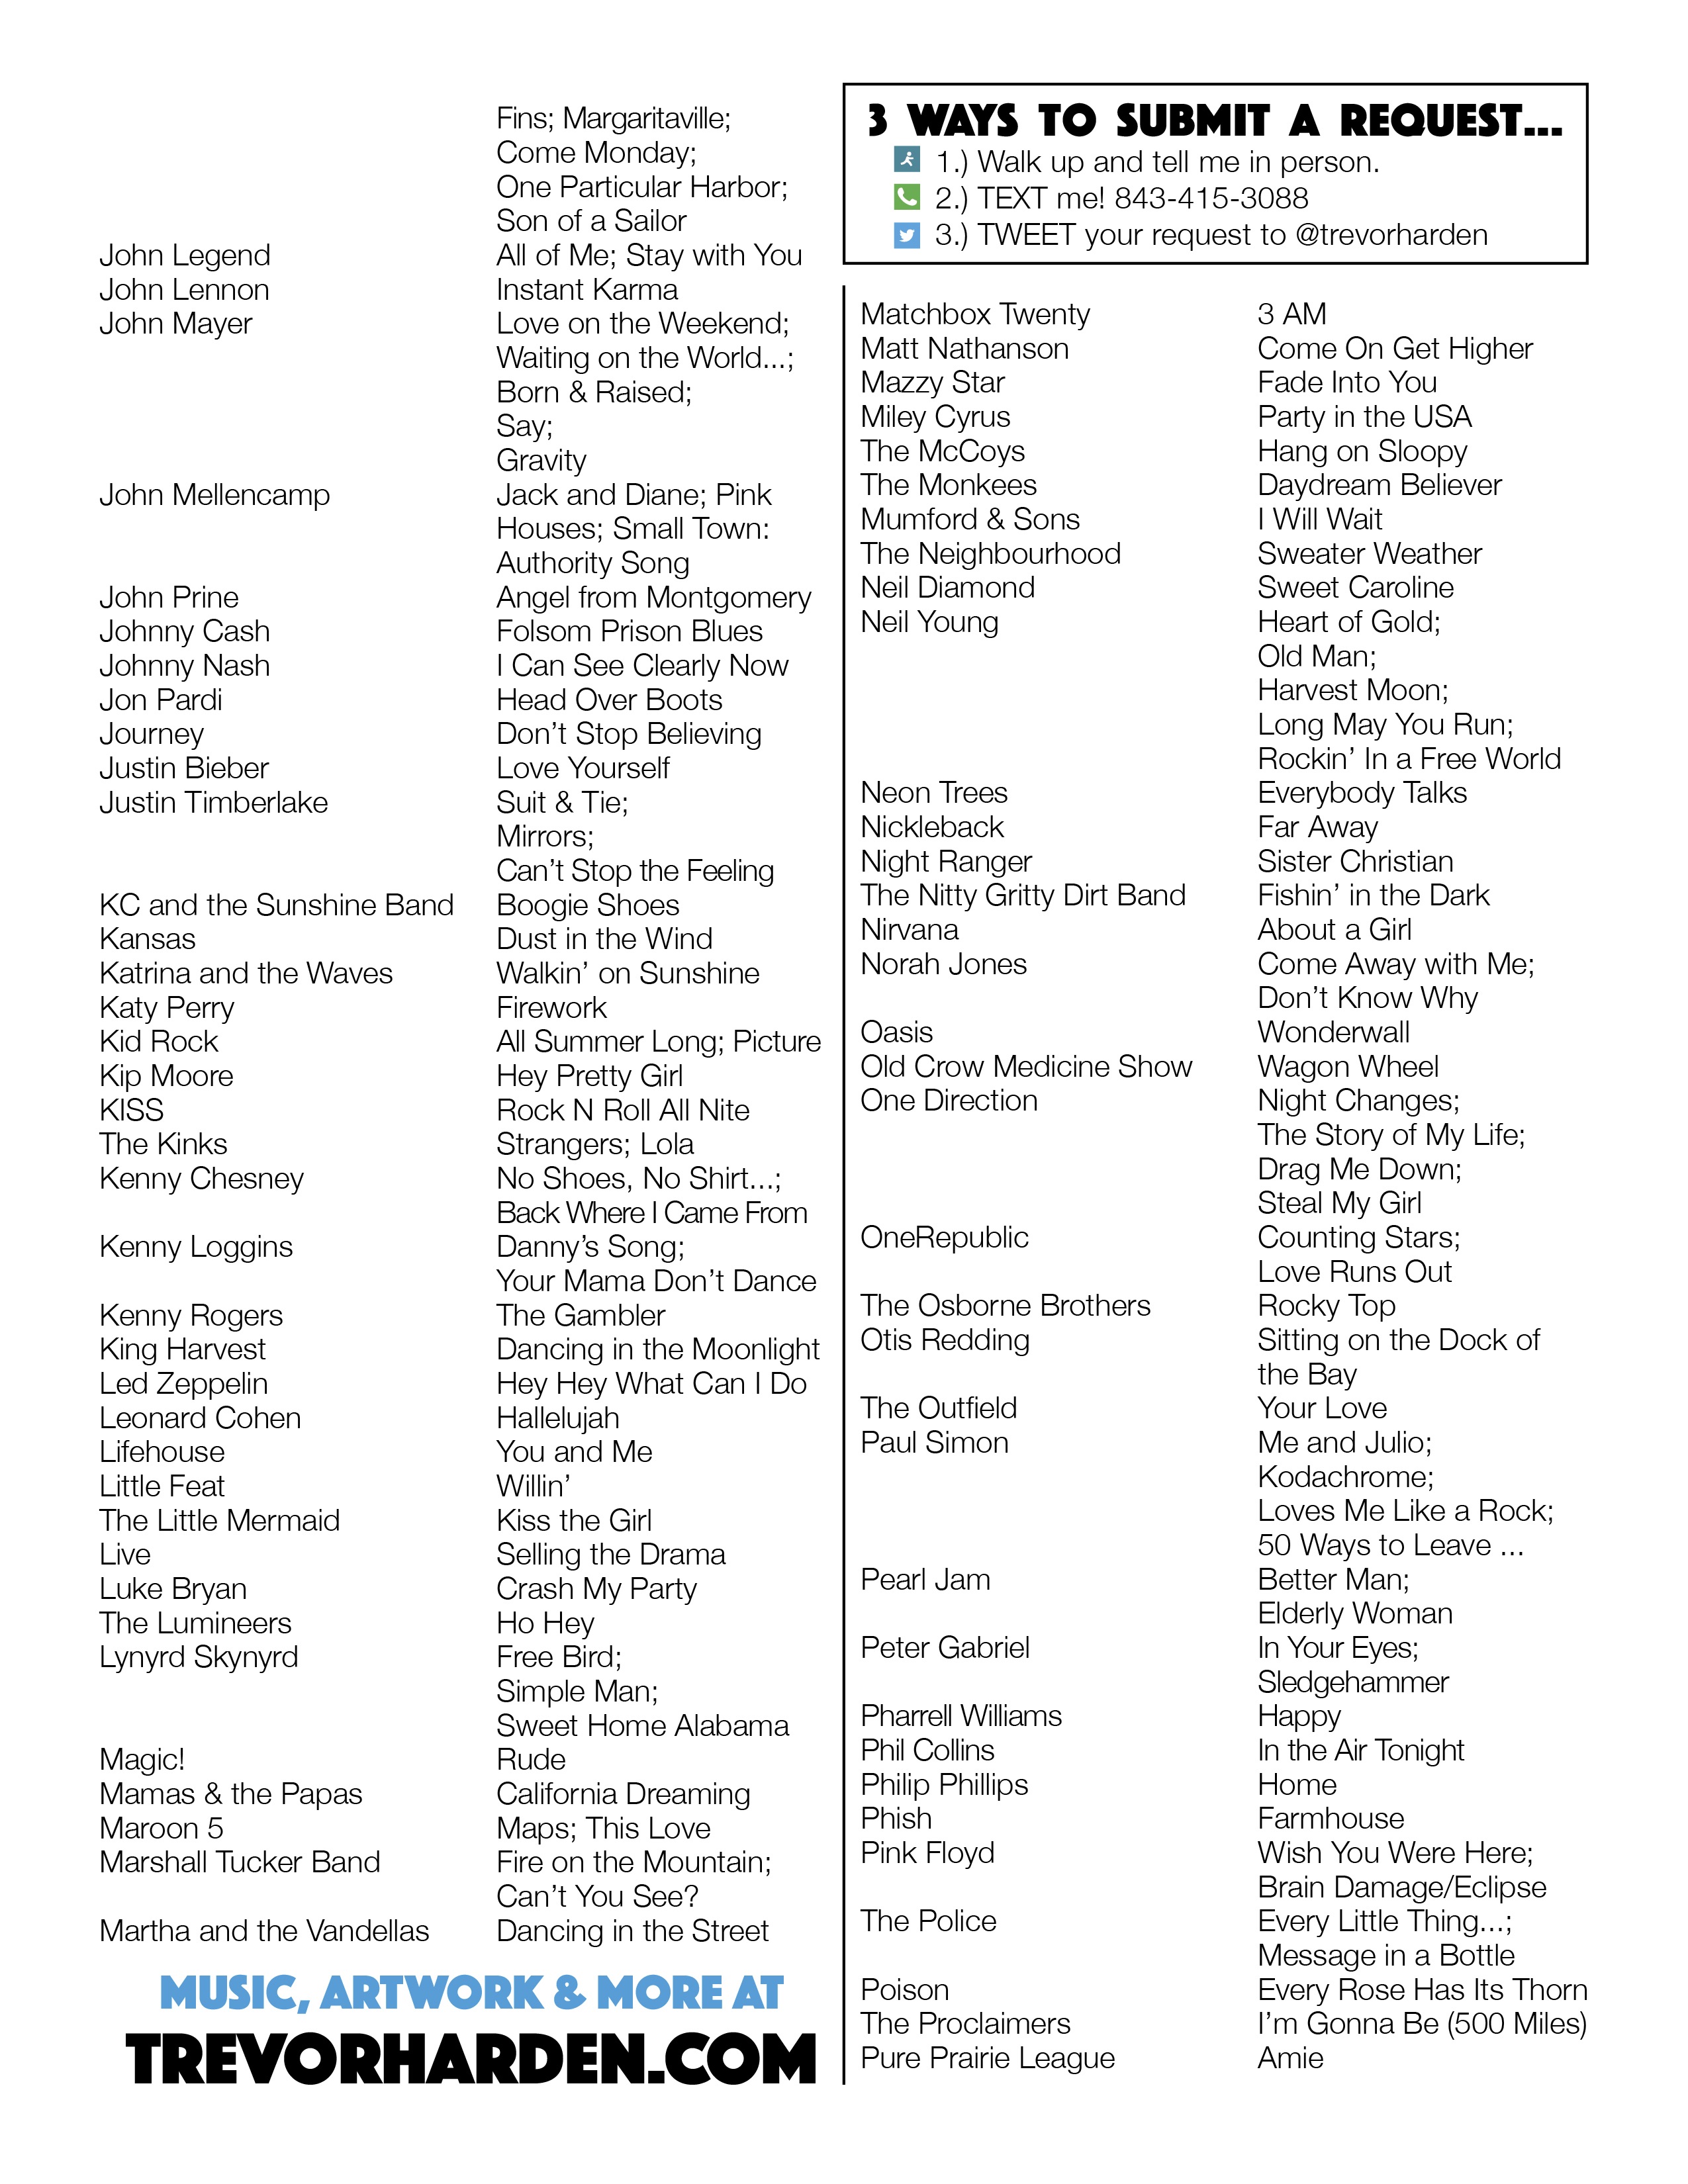 Fins; Margaritaville;
Come Monday;
One Particular Harbor;
Son of a Sailor
John Legend All of Me; Stay with You
John Lennon Instant Karma
John Mayer Love on the Weekend;
Waiting on the World...;
Born & Raised;
Say;
Gravity
John Mellencamp Jack and Diane; Pink
Houses; Small Town:
Authority Song
John Prine Angel from Montgomery
Johnny Cash Folsom Prison Blues
Johnny Nash I Can See Clearly Now
Jon Pardi Head Over Boots
Journey Don’t Stop Believing
Justin Bieber Love Yourself
Justin Timberlake Suit & Tie;
Mirrors;
Can’t Stop the Feeling
KC and the Sunshine Band Boogie Shoes
Kansas Dust in the Wind
Katrina and the Waves Walkin’ on Sunshine
Katy Perry Firework
Kid Rock All Summer Long; Picture
Kip Moore Hey Pretty Girl
KISS Rock N Roll All Nite
The Kinks Strangers; Lola
Kenny Chesney No Shoes, No Shirt...;
Back Where I Came From
Kenny Loggins Danny’s Song;
Your Mama Don’t Dance
Kenny Rogers The Gambler
King Harvest Dancing in the Moonlight
Led Zeppelin Hey Hey What Can I Do
Leonard Cohen Hallelujah
Lifehouse You and Me
Little Feat Willin’
The Little Mermaid Kiss the Girl
Live Selling the Drama
Luke Bryan Crash My Party
The Lumineers Ho Hey
Lynyrd Skynyrd Free Bird;
Simple Man;
Sweet Home Alabama
Magic! Rude
Mamas & the Papas California Dreaming
Maroon 5 Maps; This Love
Marshall Tucker Band Fire on the Mountain;
Can’t You See?
Martha and the Vandellas Dancing in the Street
MUSIC, ARTWORK & MORE AT
TREVORHARDEN.COM
3 WAYS TO SUBMIT A REQUEST...
1.) Walk up and tell me in person.
2.) TEXT me! 843-415-3088
3.) TWEET your request to @trevorharden
Matchbox Twenty 3 AM
Matt Nathanson Come On Get Higher
Mazzy Star Fade Into You
Miley Cyrus Party in the USA
The McCoys Hang on Sloopy
The Monkees Daydream Believer
Mumford & Sons I Will Wait
The Neighbourhood Sweater Weather
Neil Diamond Sweet Caroline
Neil Young Heart of Gold;
Old Man;
Harvest Moon;
Long May You Run;
Rockin’ In a Free World
Neon Trees Everybody Talks
Nickleback Far Away
Night Ranger Sister Christian
The Nitty Gritty Dirt Band Fishin’ in the Dark
Nirvana About a Girl
Norah Jones Come Away with Me;
Don’t Know Why
Oasis Wonderwall
Old Crow Medicine Show Wagon Wheel
One Direction Night Changes;
The Story of My Life;
Drag Me Down;
Steal My Girl
OneRepublic Counting Stars;
Love Runs Out
The Osborne Brothers Rocky Top
Otis Redding Sitting on the Dock of
the Bay
The Outfield Your Love
Paul Simon Me and Julio;
Kodachrome;
Loves Me Like a Rock;
50 Ways to Leave ...
Pearl Jam Better Man;
Elderly Woman
Peter Gabriel In Your Eyes;
Sledgehammer
Pharrell Williams Happy
Phil Collins In the Air Tonight
Philip Phillips Home
Phish Farmhouse
Pink Floyd Wish You Were Here;
Brain Damage/Eclipse
The Police Every Little Thing...;
Message in a Bottle
Poison Every Rose Has Its Thorn
The Proclaimers I’m Gonna Be (500 Miles)
Pure Prairie League Amie